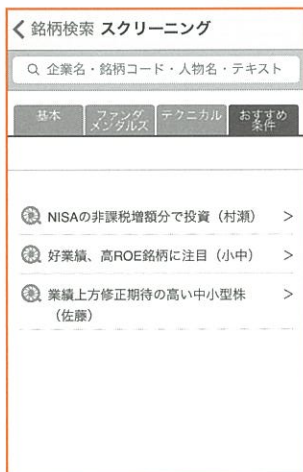 銘柄検索 スクリーニング
企業名・銘柄コード・人物名・テキスト
基本
ファンダ
メンタルズ
テクニカル
おすすめ
条件
NISAの非課税増額分で投資（村瀬） >
好業績、高ROE銘柄に注目（小中） >
業績上方修正期待の高い中小型株 >
（佐藤）